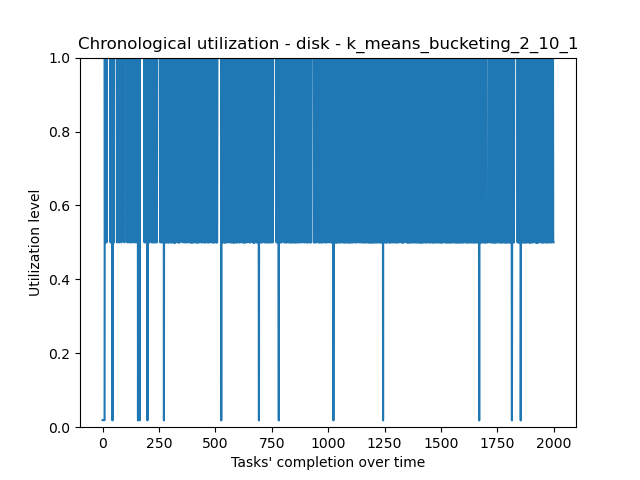 Chronological utilization - disk - k_means_bucketing_2_10_1
1.0
0.8
0.6
0.4
0.2
0.0
Utilization level
0 250 500 750 1000 1250 1500 1750 2000
Tasks' completion over time